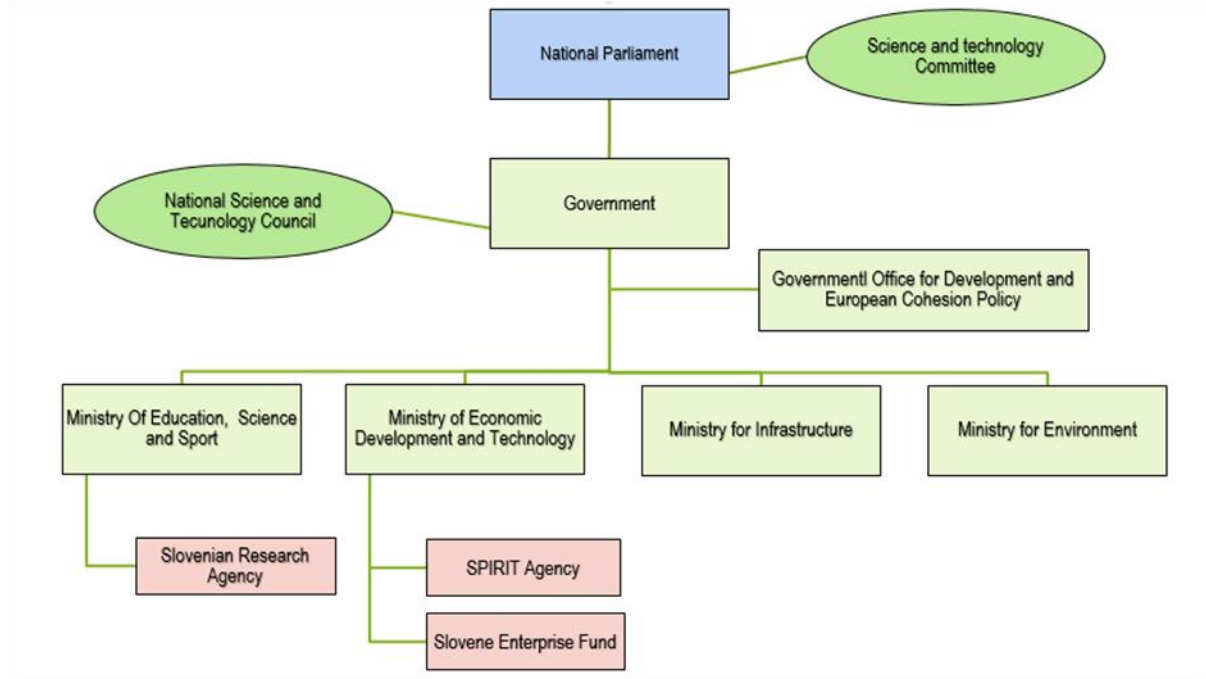 National Parliament
Science and technology
Committee
National Science and
Tecunology Council
Government
Governmentl Office for Development and
European Cohesion Policy
Ministry Of Education, Science
and Sport
Ministry of Economic
Development and Technology
Ministry for Infrastructure
Ministry for Environment
Slovenian Research
Agency
SPIRIT Agency
Slovene Enterprise Fund